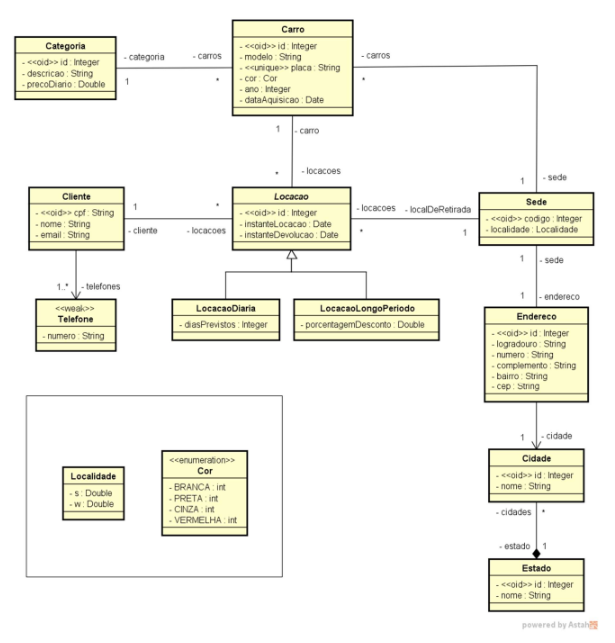 Carro
- <<oid>> id : Integer
- modelo : String
- <<unique>> placa : String
- cor : Cor
- ano : Integer
- dataAquisicao : Date
Categoria
- <<oid>> id : Integer
- descricao : String
- precoDiario : Double
- categoria
- carros
1
*
- carros
*
1
- carro
*
- locacoes
1
- sede
Cliente
- <<oid>> cpf : String
- nome : String
- email : String
1
*
- cliente
- locacoes
Locacao
- <<oid>> id : Integer
- instanteLocacao : Date
- instanteDevolucao : Date
- locacoes
- localDeRetirada
*
1
Sede
- <<oid>> codigo : Integer
- localidade : Localidade
1
- sede
1..*
- telefones
<<weak>>
Telefone
- numero : String
LocacaoDiaria
- diasPrevistos : Integer
LocacaoLongoPeriodo
- porcentagemDesconto : Double
1
- endereco
Endereco
- <<oid>> id : Integer
- logradouro : String
- numero : String
- complemento : String
- bairro : String
- cep : String
1
- cidade
Cidade
- <<oid>> id : Integer
- nome : String
- cidades
*
- estado
1
Estado
- <<oid>> id : Integer
- nome : String
Localidade
- s : Double
- w : Double
<<enumeration>>
Cor
- BRANCA : int
- PRETA : int
- CINZA : int
- VERMELHA : int
powered by Astah